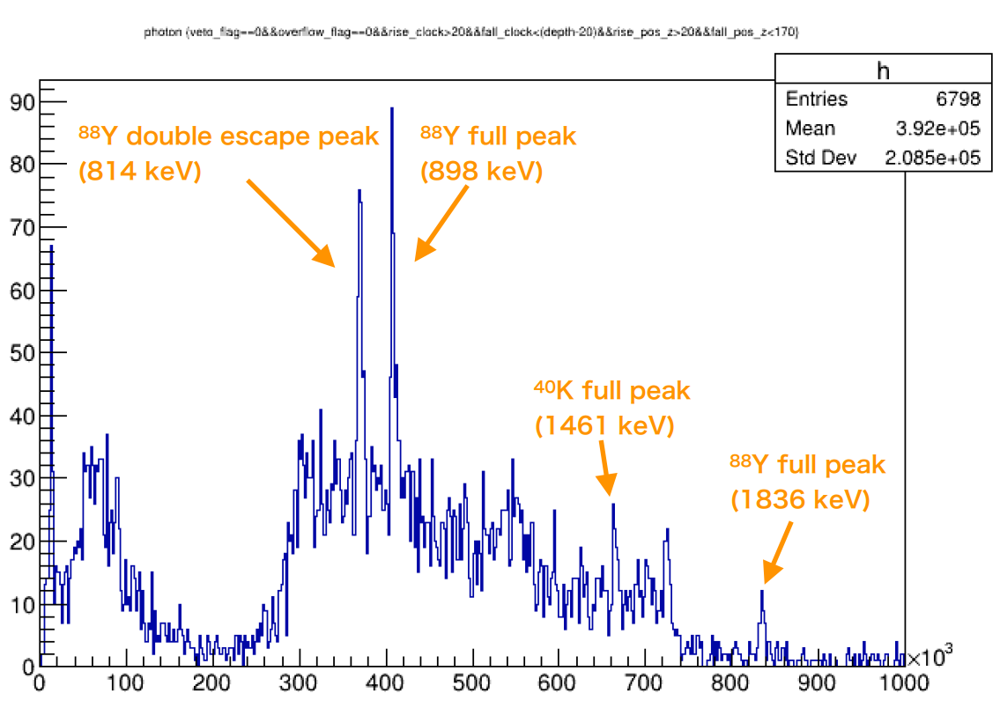 photon {veto_flag==0&&overflow_flag==0&&rise_clock>20&&fall_clock<(depth-20)&&rise_pos_z>20&&fall_pos_z<170}
h
Entries 6798
Mean 3.92e+05
Std Dev 2.085e+05
90
80
70
60
50
40
30
20
10
0
⁸⁸Y double escape peak
(814 keV)
⁸⁸Y full peak
(898 keV)
⁴⁰K full peak
(1461 keV)
⁸⁸Y full peak
(1836 keV)
0 100 200 300 400 500 600 700 800 900 1000
×10³